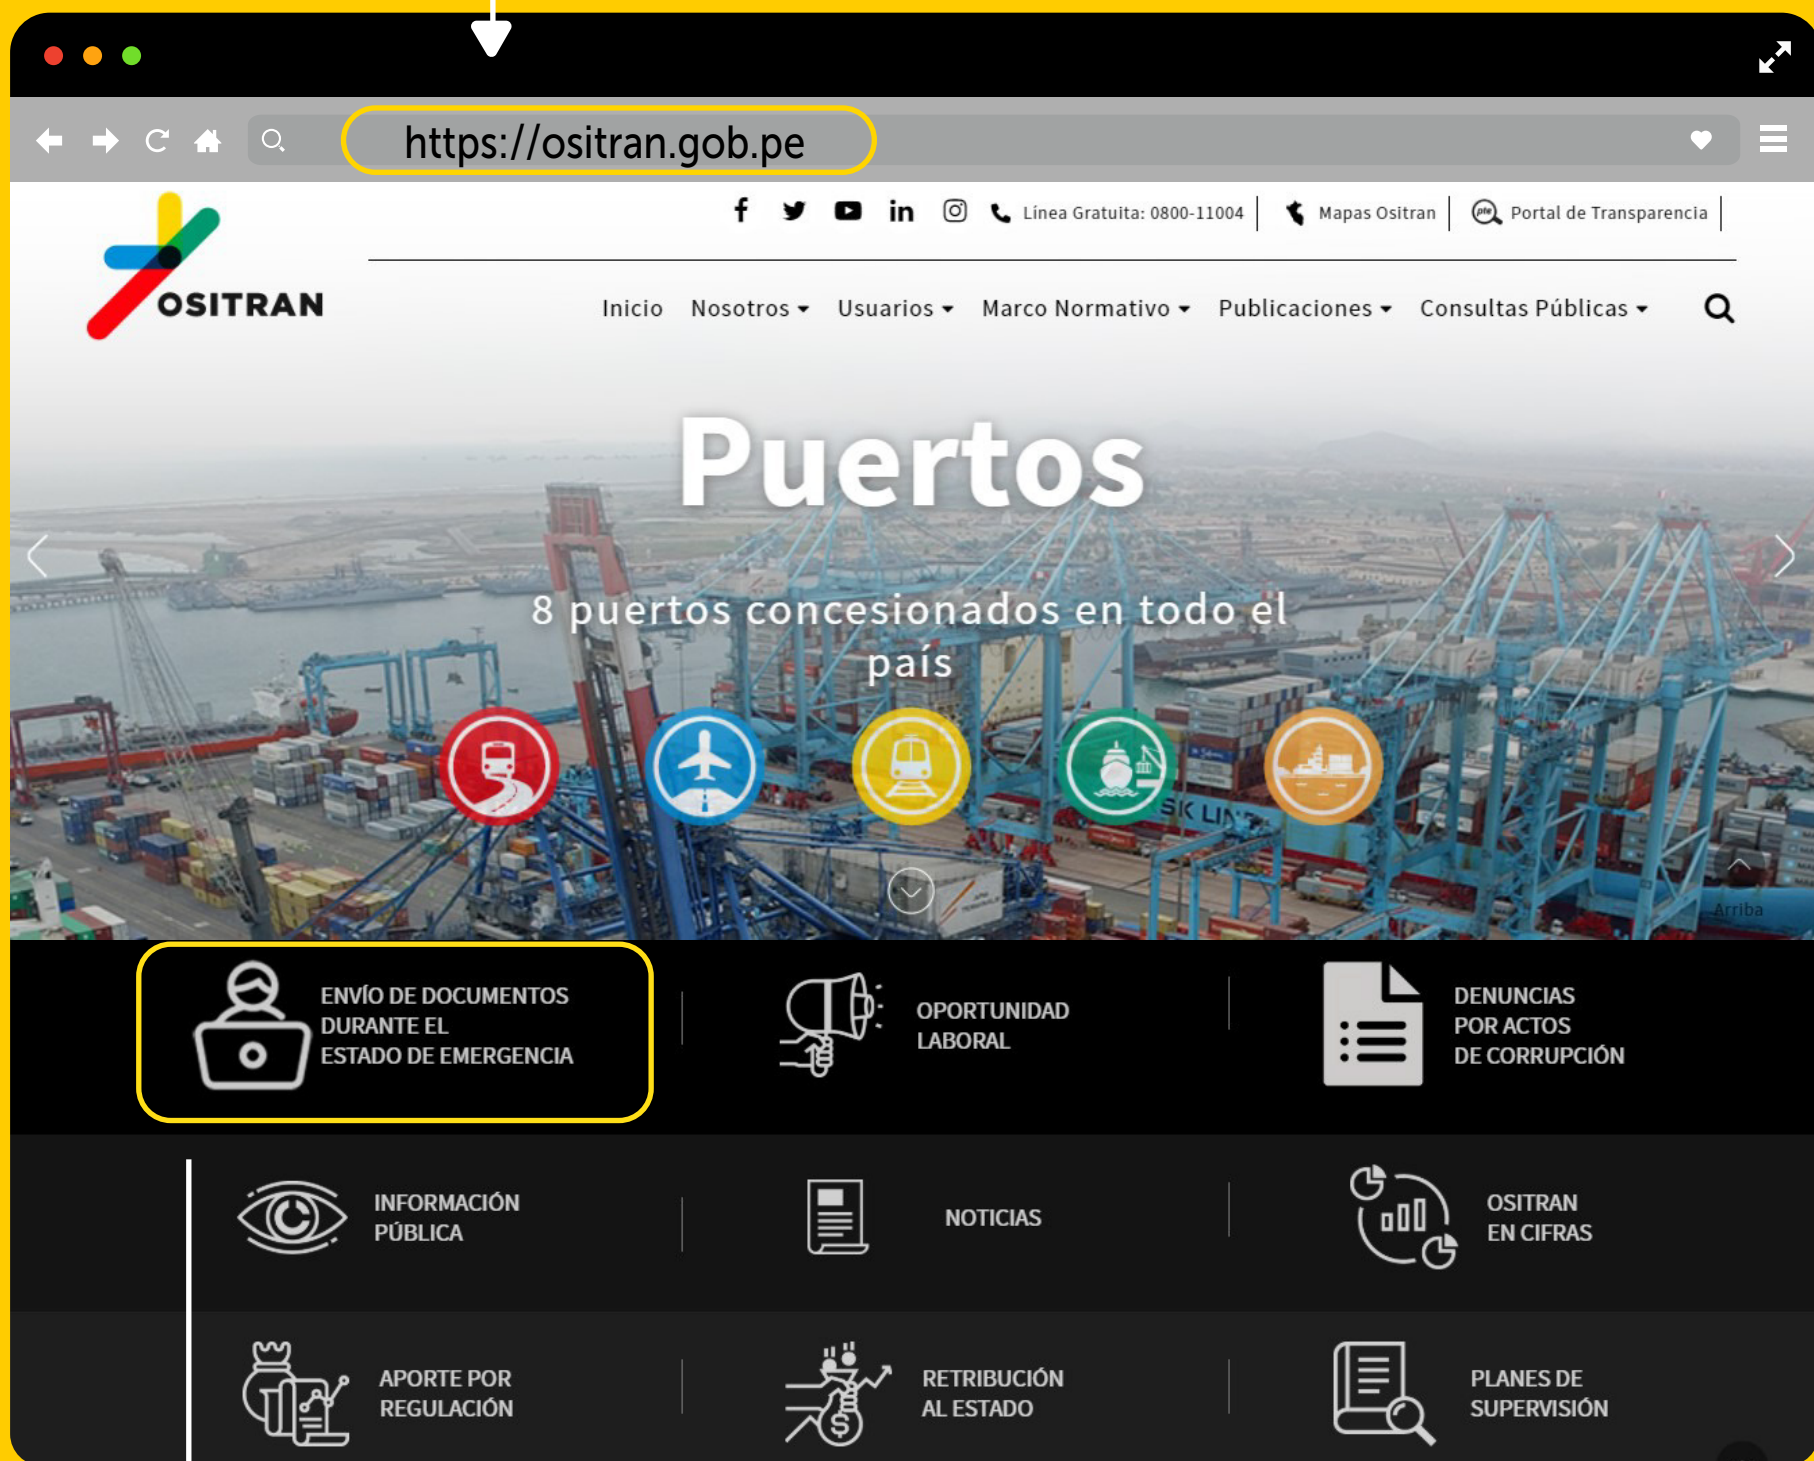 https://ositran.gob.pe
Línea Gratuita: 0800-11004
Mapas Ositran
pte
Portal de Transparencia
OSITRAN
Inicio Nosotros Usuarios Marco Normativo Publicaciones Consultas Públicas
Puertos
8 puertos concesionados en todo el
país
SK LIN
Arriba
ENVÍO DE DOCUMENTOS
DURANTE EL
ESTADO DE EMERGENCIA
OPORTUNIDAD
LABORAL
DENUNCIAS
POR ACTOS
DE CORRUPCIÓN
INFORMACIÓN
PÚBLICA
NOTICIAS
OSITRAN
EN CIFRAS
APORTE POR
REGULACIÓN
RETRIBUCIÓN
AL ESTADO
PLANES DE
SUPERVISIÓN